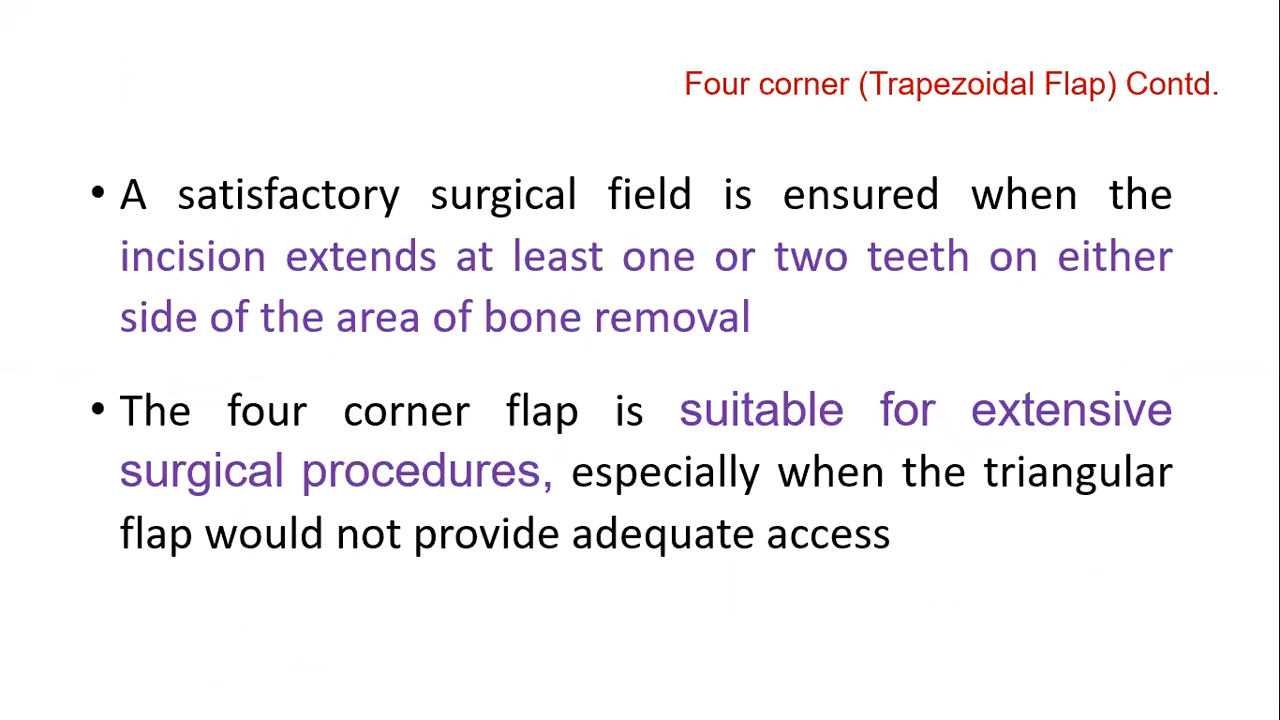 Four corner (Trapezoidal Flap) Contd.
• A satisfactory surgical field is ensured when the
incision extends at least one or two teeth on either
side of the area of bone removal
• The four corner flap is suitable for extensive
surgical procedures, especially when the triangular
flap would not provide adequate access